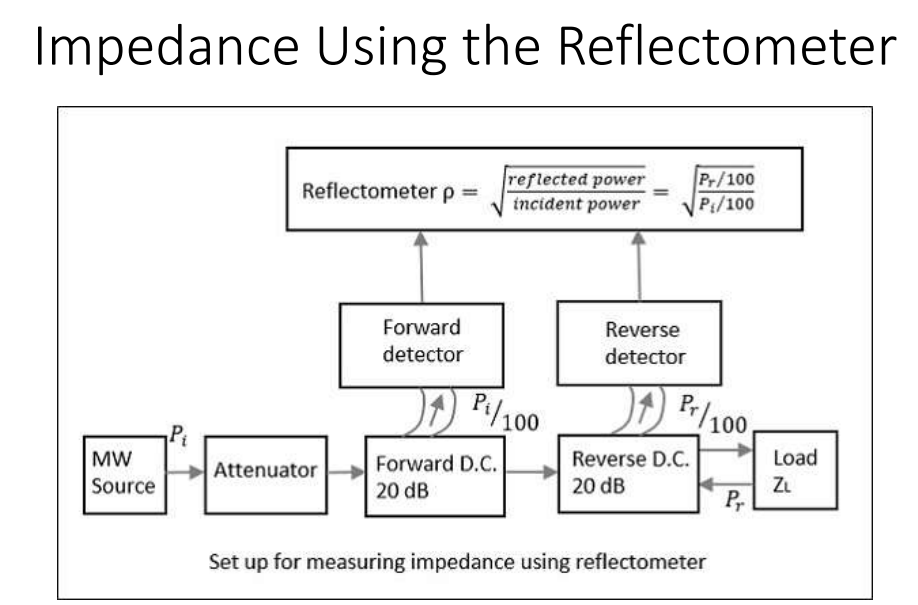 Impedance Using the Reflectometer
Reflectometer ρ = √(reflected power / incident power) = √((Pr/100) / (Pi/100))
Forward
detector
Reverse
detector
Pi/100
Pr/100
Pi
MW
Source
Attenuator
Forward D.C.
20 dB
Reverse D.C.
20 dB
Load
ZL
Pr
Set up for measuring impedance using reflectometer